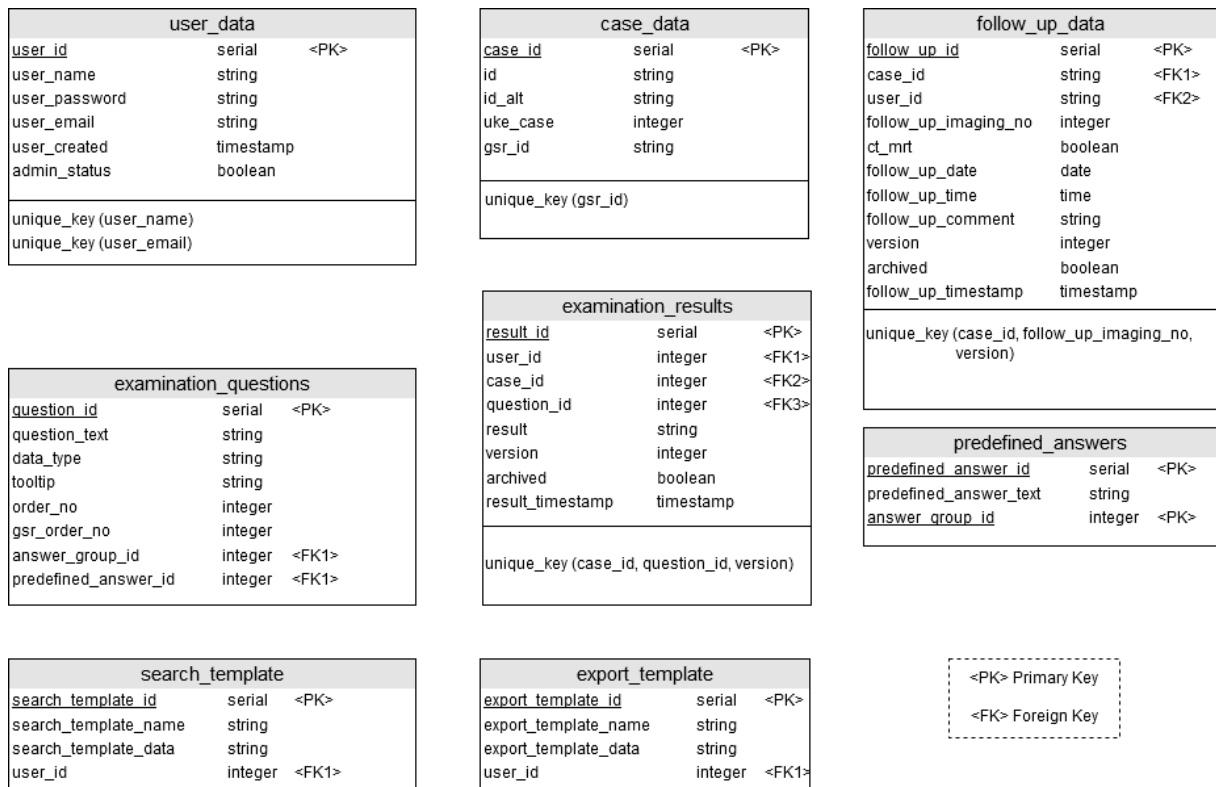 user_data
user_id serial <PK>
user_name string
user_password string
user_email string
user_created timestamp
admin_status boolean
unique_key (user_name)
unique_key (user_email)
case_data
case_id serial <PK>
id string
id_alt string
uke_case integer
gsr_id string
unique_key (gsr_id)
follow_up_data
follow_up_id serial <PK>
case_id string <FK1>
user_id string <FK2>
follow_up_imaging_no integer
ct_mrt boolean
follow_up_date date
follow_up_time time
follow_up_comment string
version integer
archived boolean
follow_up_timestamp timestamp
unique_key (case_id, follow_up_imaging_no,
version)
examination_questions
question_id serial <PK>
question_text string
data_type string
tooltip string
order_no integer
gsr_order_no integer
answer_group_id integer <FK1>
predefined_answer_id integer <FK1>
examination_results
result_id serial <PK>
user_id integer <FK1>
case_id integer <FK2>
question_id integer <FK3>
result string
version integer
archived boolean
result_timestamp timestamp
unique_key (case_id, question_id, version)
predefined_answers
predefined_answer_id serial <PK>
predefined_answer_text string
answer_group_id integer <PK>
search_template
search_template_id serial <PK>
search_template_name string
search_template_data string
user_id integer <FK1>
export_template
export_template_id serial <PK>
export_template_name string
export_template_data string
user_id integer <FK1>
<PK> Primary Key
<FK> Foreign Key